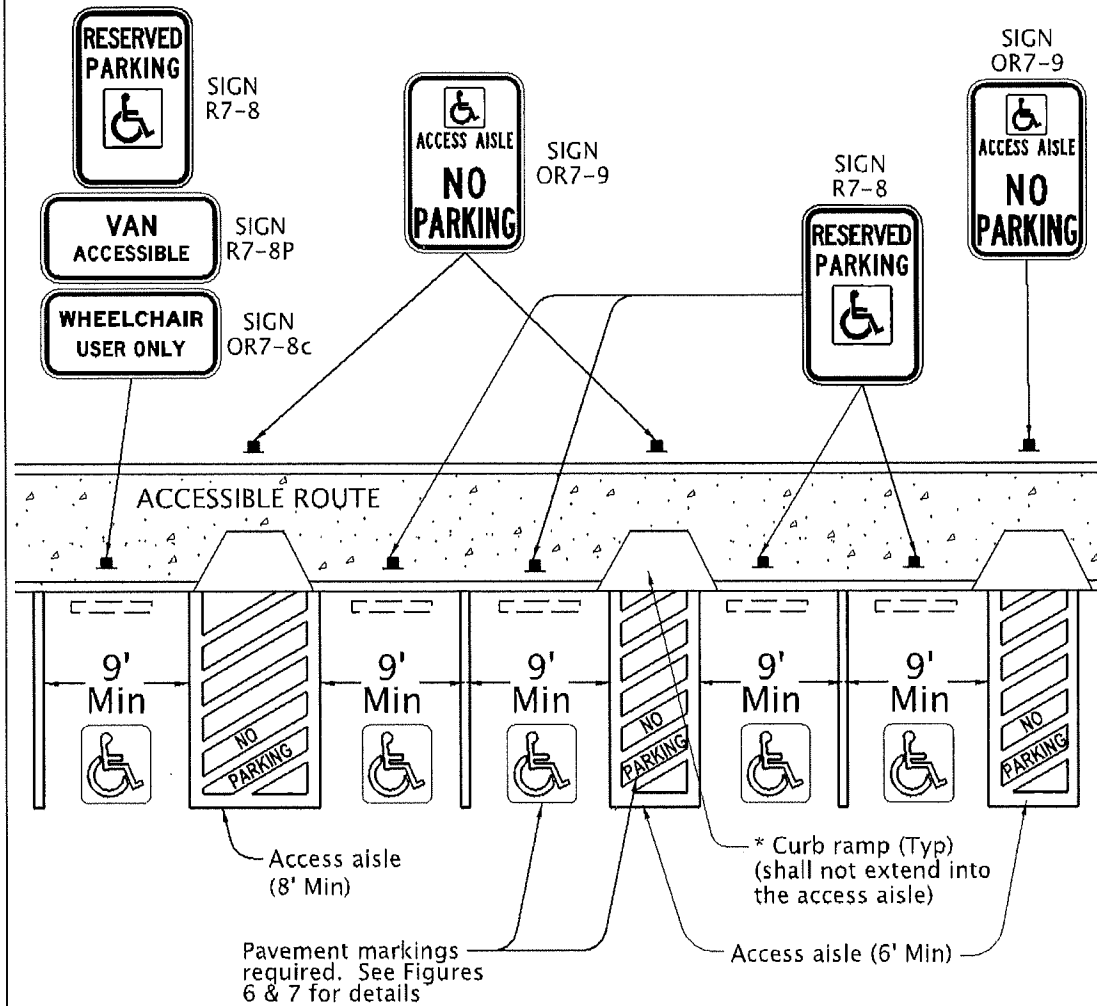 RESERVED
PARKING
SIGN
R7-8
VAN
ACCESSIBLE
SIGN
R7-8P
WHEELCHAIR
USER ONLY
SIGN
OR7-8c
ACCESS AISLE
NO
PARKING
SIGN
OR7-9
SIGN
R7-8
RESERVED
PARKING
SIGN
OR7-9
ACCESS AISLE
NO
PARKING
ACCESSIBLE ROUTE
9'
Min
NO
PARKING
9'
Min
9'
Min
NO
PARKING
9'
Min
9'
Min
NO
PARKING
Access aisle
(8' Min)
* Curb ramp (Typ)
(shall not extend into
the access aisle)
Pavement markings
required. See Figures
6 & 7 for details
Access aisle (6' Min)